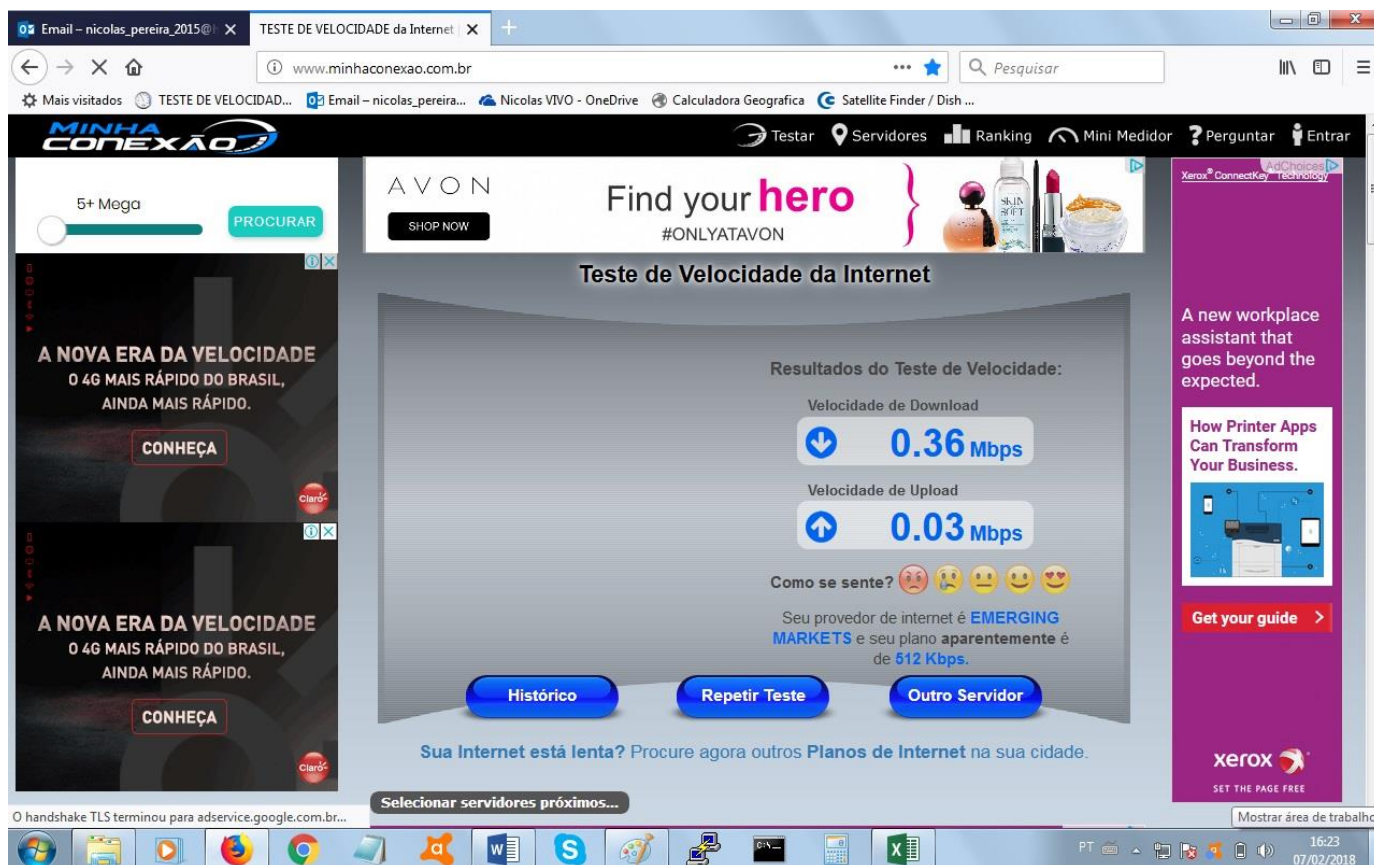 Email – nicolas_pereira_2015@h
TESTE DE VELOCIDADE da Internet |
www.minhaconexao.com.br
Pesquisar
Mais visitados
TESTE DE VELOCIDAD...
Email – nicolas_pereira...
Nicolas VIVO - OneDrive
Calculadora Geografica
Satellite Finder / Dish ...
MINHA
CONEXÃO
Testar
Servidores
Ranking
Mini Medidor
Perguntar
Entrar
5+ Mega
PROCURAR
AVON
SHOP NOW
Find your hero
#ONLYATAVON
SKIN
SO SOFT
AdChoices
Xerox® ConnectKey® Technology
Teste de Velocidade da Internet
A NOVA ERA DA VELOCIDADE
O 4G MAIS RÁPIDO DO BRASIL,
AINDA MAIS RÁPIDO.
CONHEÇA
Claro
A NOVA ERA DA VELOCIDADE
O 4G MAIS RÁPIDO DO BRASIL,
AINDA MAIS RÁPIDO.
CONHEÇA
Claro
Resultados do Teste de Velocidade:
Velocidade de Download
0.36 Mbps
Velocidade de Upload
0.03 Mbps
Como se sente?
Seu provedor de internet é EMERGING
MARKETS e seu plano aparentemente é
de 512 Kbps.
Histórico
Repetir Teste
Outro Servidor
Sua Internet está lenta? Procure agora outros Planos de Internet na sua cidade.
Selecionar servidores próximos...
A new workplace
assistant that
goes beyond the
expected.
How Printer Apps
Can Transform
Your Business.
Get your guide >
xerox
SET THE PAGE FREE
O handshake TLS terminou para adservice.google.com.br...
Mostrar área de trabalho
PT
16:23
07/02/2018